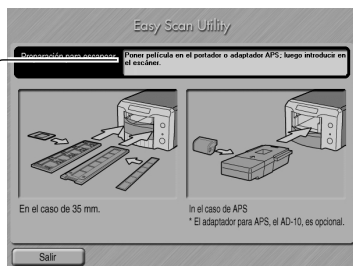 Easy Scan Utility
Preparación para escanear
Poner película en el portador o adaptador APS; luego introducir en
el escáner.
En el caso de 35 mm.
In el caso de APS
* El adaptador para APS, el AD-10, es opcional.
Salir